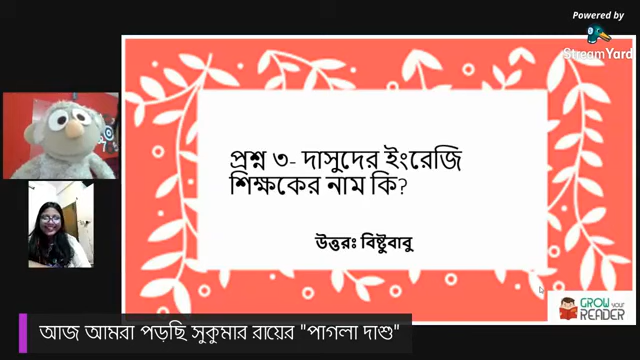 Powered by
StreamYard
প্রশ্ন ৩- দাসুদের ইংরেজি
শিক্ষকের নাম কি?
উত্তরঃ বিষ্টুবাবু
GROW your
READER
আজ আমরা পড়ছি সুকুমার রায়ের "পাগলা দাশু"